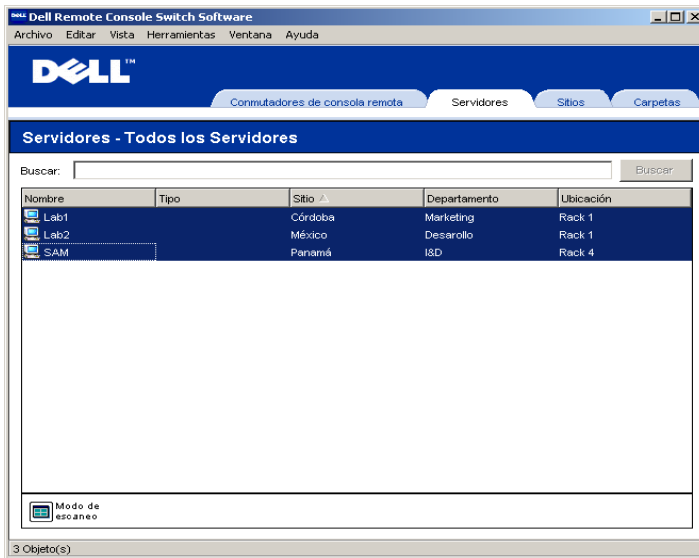 DELL Dell Remote Console Switch Software
Archivo Editar Vista Herramientas Ventana Ayuda
DELL™
Conmutadores de consola remota Servidores Sitios Carpetas
Servidores - Todos los Servidores
Buscar: Buscar
Nombre Tipo Sitio Departamento Ubicación
Lab1 Córdoba Marketing Rack 1
Lab2 México Desarollo Rack 1
SAM Panamá I&D Rack 4
Modo de
escaneo
3 Objeto(s)